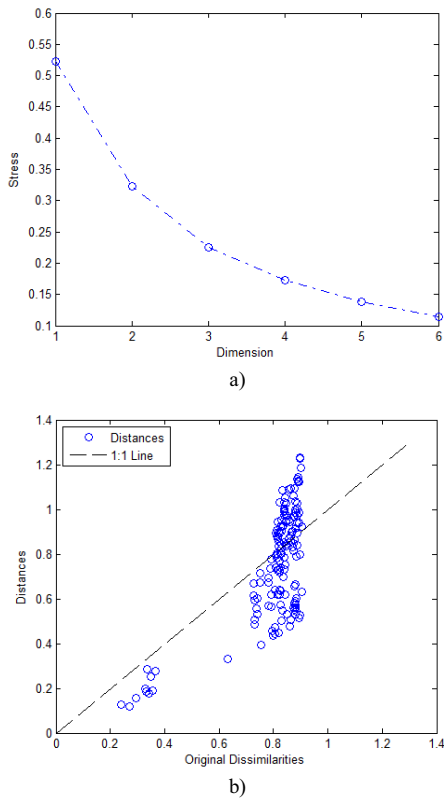 0.6
0.55
0.5
0.45
0.4
0.35
0.3
0.25
0.2
0.15
0.1
Stress
1 2 3 4 5 6
Dimension
a)
1.4
1.2
1
0.8
0.6
0.4
0.2
0
Distances
Distances
1:1 Line
0 0.2 0.4 0.6 0.8 1 1.2 1.4
Original Dissimilarities
b)